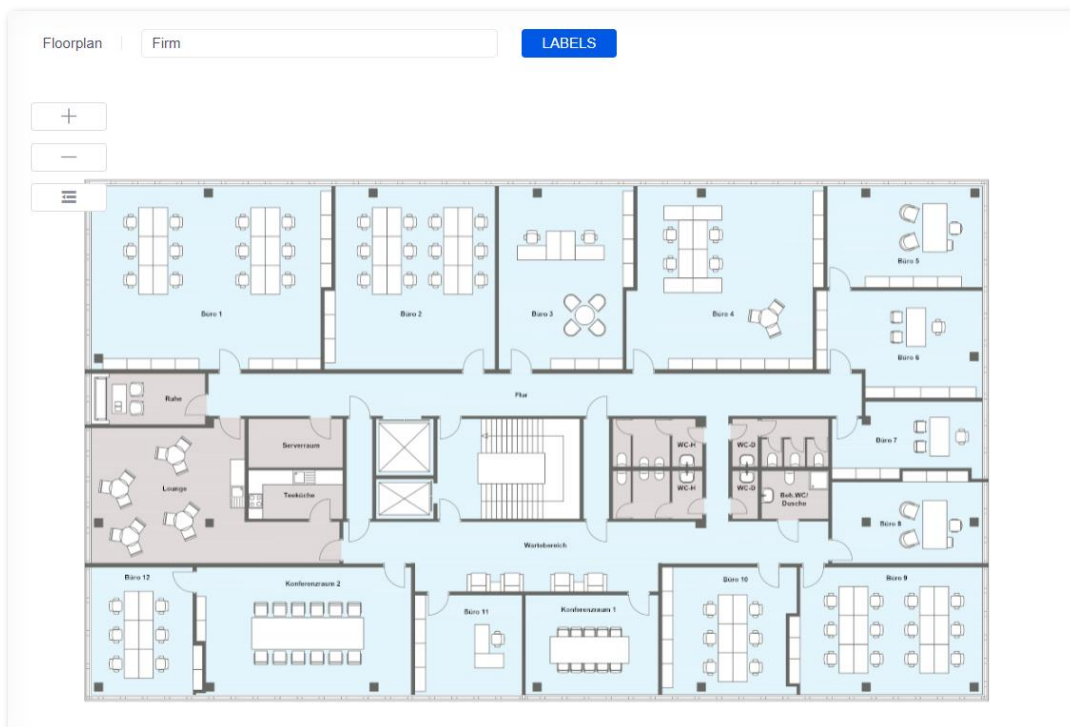 Floorplan
Firm
LABELS
Büro 1
Büro 2
Büro 3
Büro 4
Büro 5
Büro 6
Ruhe
Flur
Serverraum
WC-H
WC-D
Büro 7
Lounge
Teeküche
WC-H
WC-D
Beh.WC/
Dusche
Büro 8
Wartebereich
Büro 12
Konferenzraum 2
Büro 11
Konferenzraum 1
Büro 10
Büro 9